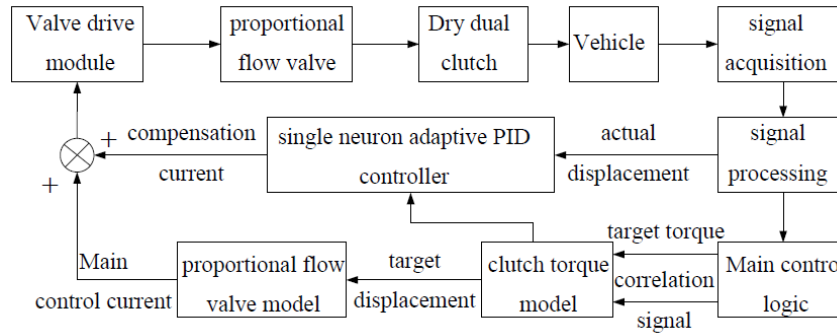 Valve drive
module
proportional
flow valve
Dry dual
clutch
Vehicle
signal
acquisition
+
+
compensation
current
single neuron adaptive PID
controller
actual
displacement
signal
processing
Main
control current
proportional flow
valve model
target
displacement
clutch torque
model
target torque
correlation
signal
Main control
logic